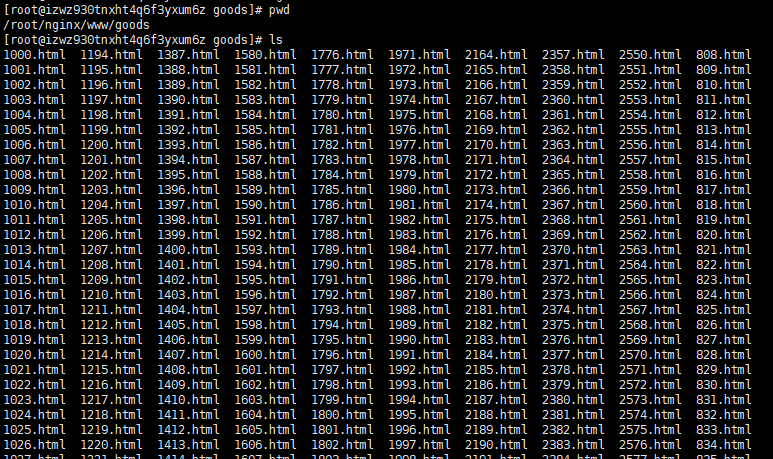 [root@izwz930tnxht4q6f3yxum6z goods]# pwd
/root/nginx/www/goods
[root@izwz930tnxht4q6f3yxum6z goods]# ls
1000.html 1194.html 1387.html 1580.html 1776.html 1971.html 2164.html 2357.html 2550.html 808.html
1001.html 1195.html 1388.html 1581.html 1777.html 1972.html 2165.html 2358.html 2551.html 809.html
1002.html 1196.html 1389.html 1582.html 1778.html 1973.html 2166.html 2359.html 2552.html 810.html
1003.html 1197.html 1390.html 1583.html 1779.html 1974.html 2167.html 2360.html 2553.html 811.html
1004.html 1198.html 1391.html 1584.html 1780.html 1975.html 2168.html 2361.html 2554.html 812.html
1005.html 1199.html 1392.html 1585.html 1781.html 1976.html 2169.html 2362.html 2555.html 813.html
1006.html 1200.html 1393.html 1586.html 1782.html 1977.html 2170.html 2363.html 2556.html 814.html
1007.html 1201.html 1394.html 1587.html 1783.html 1978.html 2171.html 2364.html 2557.html 815.html
1008.html 1202.html 1395.html 1588.html 1784.html 1979.html 2172.html 2365.html 2558.html 816.html
1009.html 1203.html 1396.html 1589.html 1785.html 1980.html 2173.html 2366.html 2559.html 817.html
1010.html 1204.html 1397.html 1590.html 1786.html 1981.html 2174.html 2367.html 2560.html 818.html
1011.html 1205.html 1398.html 1591.html 1787.html 1982.html 2175.html 2368.html 2561.html 819.html
1012.html 1206.html 1399.html 1592.html 1788.html 1983.html 2176.html 2369.html 2562.html 820.html
1013.html 1207.html 1400.html 1593.html 1789.html 1984.html 2177.html 2370.html 2563.html 821.html
1014.html 1208.html 1401.html 1594.html 1790.html 1985.html 2178.html 2371.html 2564.html 822.html
1015.html 1209.html 1402.html 1595.html 1791.html 1986.html 2179.html 2372.html 2565.html 823.html
1016.html 1210.html 1403.html 1596.html 1792.html 1987.html 2180.html 2373.html 2566.html 824.html
1017.html 1211.html 1404.html 1597.html 1793.html 1988.html 2181.html 2374.html 2567.html 825.html
1018.html 1212.html 1405.html 1598.html 1794.html 1989.html 2182.html 2375.html 2568.html 826.html
1019.html 1213.html 1406.html 1599.html 1795.html 1990.html 2183.html 2376.html 2569.html 827.html
1020.html 1214.html 1407.html 1600.html 1796.html 1991.html 2184.html 2377.html 2570.html 828.html
1021.html 1215.html 1408.html 1601.html 1797.html 1992.html 2185.html 2378.html 2571.html 829.html
1022.html 1216.html 1409.html 1602.html 1798.html 1993.html 2186.html 2379.html 2572.html 830.html
1023.html 1217.html 1410.html 1603.html 1799.html 1994.html 2187.html 2380.html 2573.html 831.html
1024.html 1218.html 1411.html 1604.html 1800.html 1995.html 2188.html 2381.html 2574.html 832.html
1025.html 1219.html 1412.html 1605.html 1801.html 1996.html 2189.html 2382.html 2575.html 833.html
1026.html 1220.html 1413.html 1606.html 1802.html 1997.html 2190.html 2383.html 2576.html 834.html